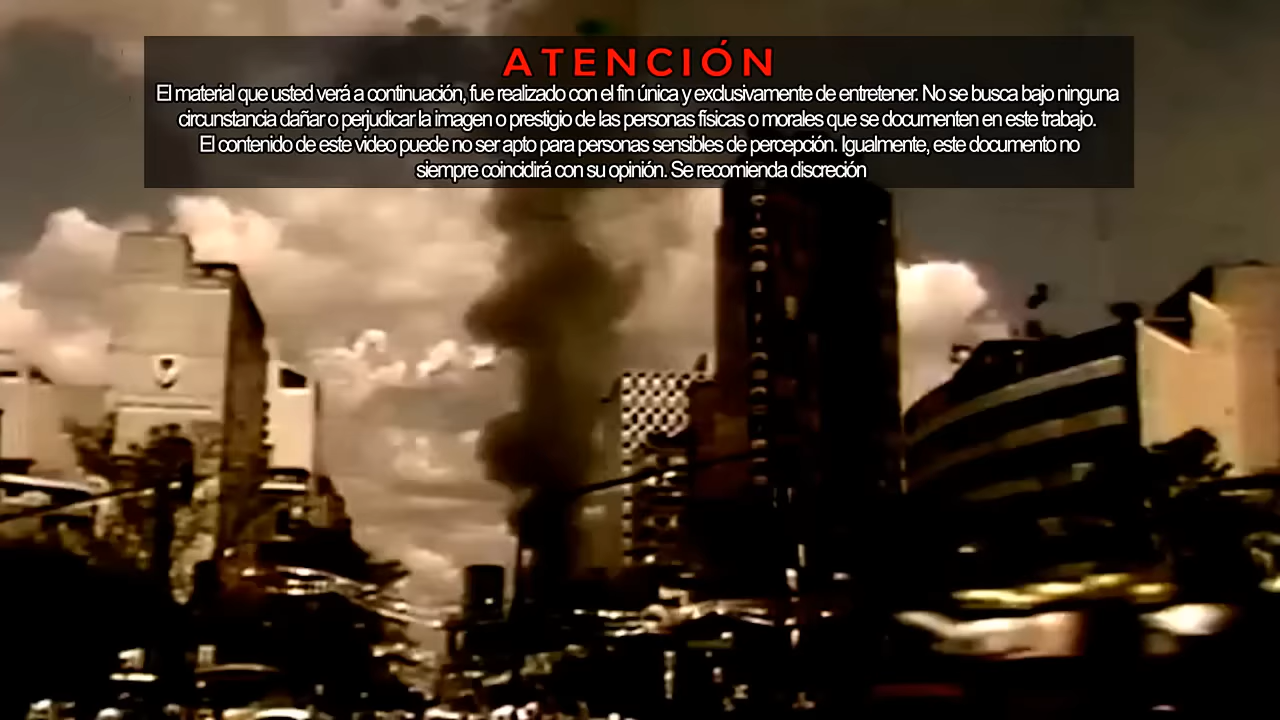 ATENCIÓN
El material que usted verá a continuación, fue realizado con el fin única y exclusivamente de entretener. No se busca bajo ninguna
circunstancia dañar o perjudicar la imagen o prestigio de las personas físicas o morales que se documenten en este trabajo.
El contenido de este video puede no ser apto para personas sensibles de percepción. Igualmente, este documento no
siempre coincidirá con su opinión. Se recomienda discreción